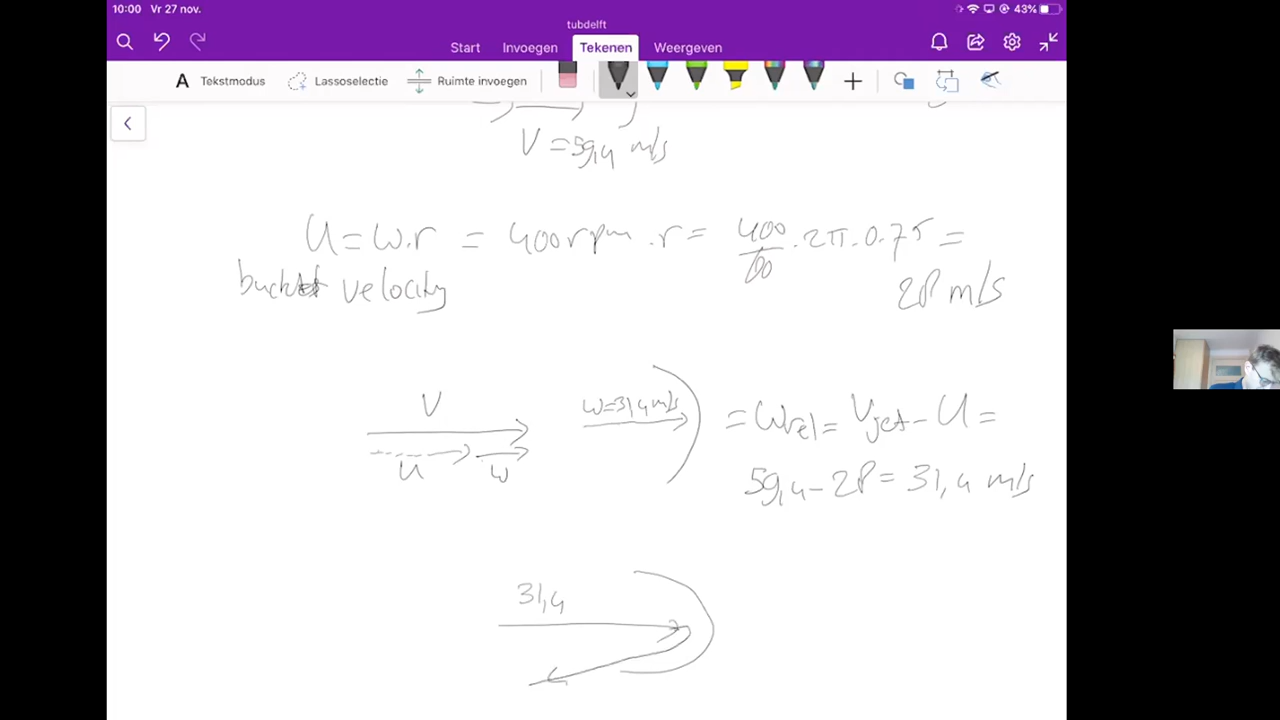 10:00 Vr 27 nov.
43%
tubdelft
Start Invoegen Tekenen Weergeven
A Tekstmodus Lassoselectie Ruimte invoegen
V = 59,4 m/s
U = ω.r = 400rpm .r = 400/60 . 2π. 0.75 =
bucket velocity
28 m/s
V
u
w
w=31,4m/s
= Wrel = Vjet - U =
59,4 - 28 = 31,4 m/s
31,4